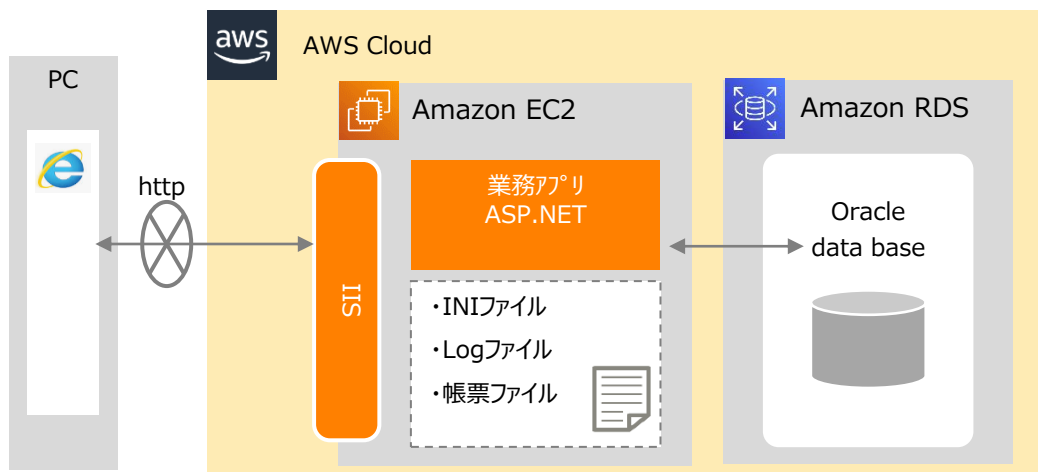 PC
http
aws
AWS Cloud
Amazon EC2
IIS
業務ｱﾌﾟﾘ
ASP.NET
・INIファイル
・Logファイル
・帳票ファイル
Amazon RDS
Oracle
data base